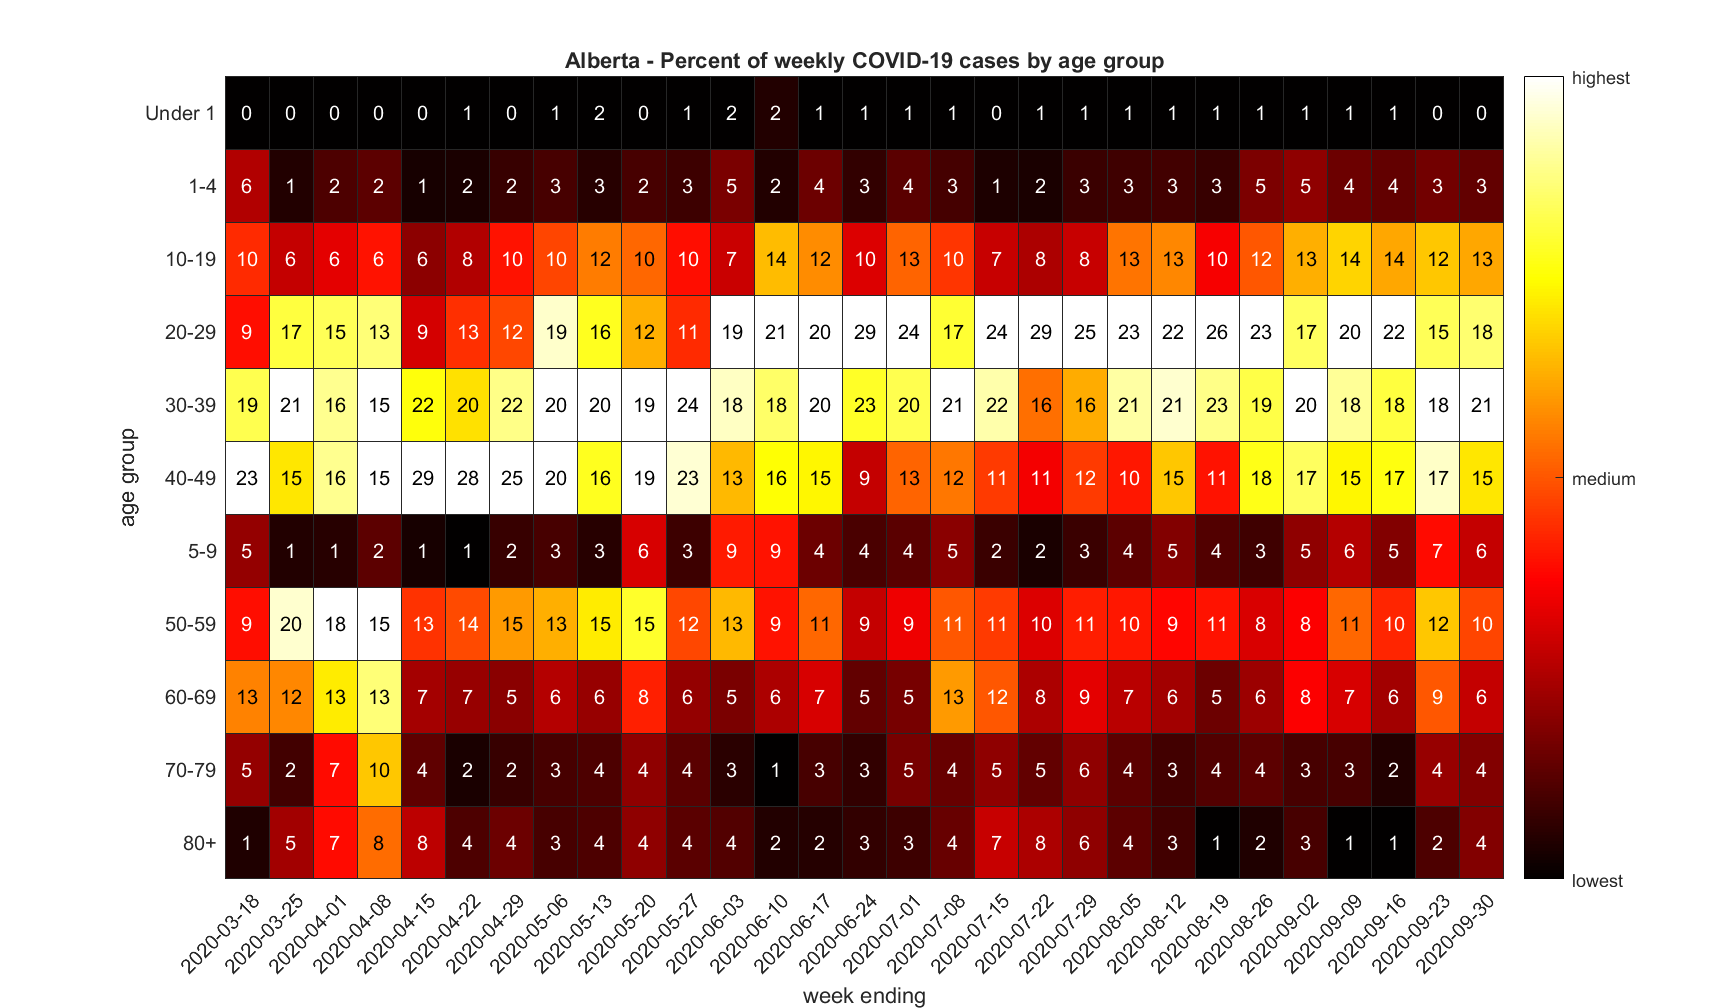 Alberta - Percent of weekly COVID-19 cases by age group
highest
Under 1 0 0 0 0 0 1 0 1 2 0 1 2 2 1 1 1 1 0 1 1 1 1 1 1 1 1 1 0 0
1-4 6 1 2 2 1 2 2 3 3 2 3 5 2 4 3 4 3 1 2 3 3 3 3 5 5 4 4 3 3
10-19 10 6 6 6 6 8 10 10 12 10 10 7 14 12 10 13 10 7 8 8 13 13 10 12 13 14 14 12 13
20-29 9 17 15 13 9 13 12 19 16 12 11 19 21 20 29 24 17 24 29 25 23 22 26 23 17 20 22 15 18
30-39 19 21 16 15 22 20 22 20 20 19 24 18 18 20 23 20 21 22 16 16 21 21 23 19 20 18 18 18 21
40-49 23 15 16 15 29 28 25 20 16 19 23 13 16 15 9 13 12 11 11 12 10 15 11 18 17 15 17 17 15
medium
age group
5-9 5 1 1 2 1 1 2 3 3 6 3 9 9 4 4 4 5 2 2 3 4 5 4 3 5 6 5 7 6
50-59 9 20 18 15 13 14 15 13 15 15 12 13 9 11 9 9 11 11 10 11 10 9 11 8 8 11 10 12 10
60-69 13 12 13 13 7 7 5 6 6 8 6 5 6 7 5 5 13 12 8 9 7 6 5 6 8 7 6 9 6
70-79 5 2 7 10 4 2 2 3 4 4 4 3 1 3 3 5 4 5 5 6 4 3 4 4 3 3 2 4 4
80+ 1 5 7 8 8 4 4 3 4 4 4 4 2 2 3 3 4 7 8 6 4 3 1 2 3 1 1 2 4
lowest
2020-03-18 2020-03-25 2020-04-01 2020-04-08 2020-04-15 2020-04-22 2020-04-29 2020-05-06 2020-05-13 2020-05-20 2020-05-27 2020-06-03 2020-06-10 2020-06-17 2020-06-24 2020-07-01 2020-07-08 2020-07-15 2020-07-22 2020-07-29 2020-08-05 2020-08-12 2020-08-19 2020-08-26 2020-09-02 2020-09-09 2020-09-16 2020-09-23 2020-09-30
week ending